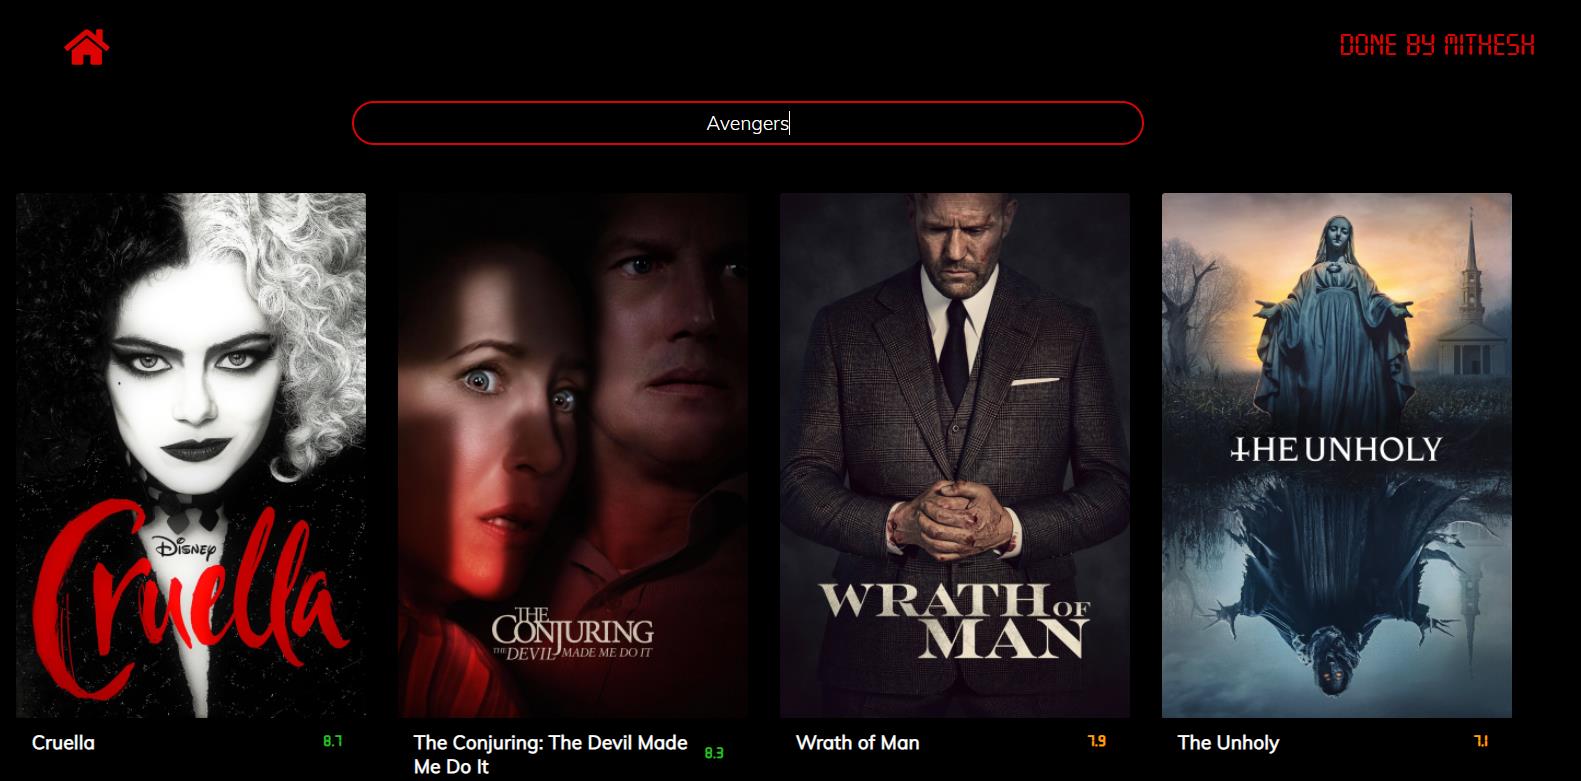 DONE BY MITHESH
Avengers
Disney
Cruella
THE
CONJURING
THE DEVIL MADE ME DO IT
WRATH OF
MAN
THE UNHOLY
Cruella 8.7
The Conjuring: The Devil Made
Me Do It 8.3
Wrath of Man 7.9
The Unholy 7.1